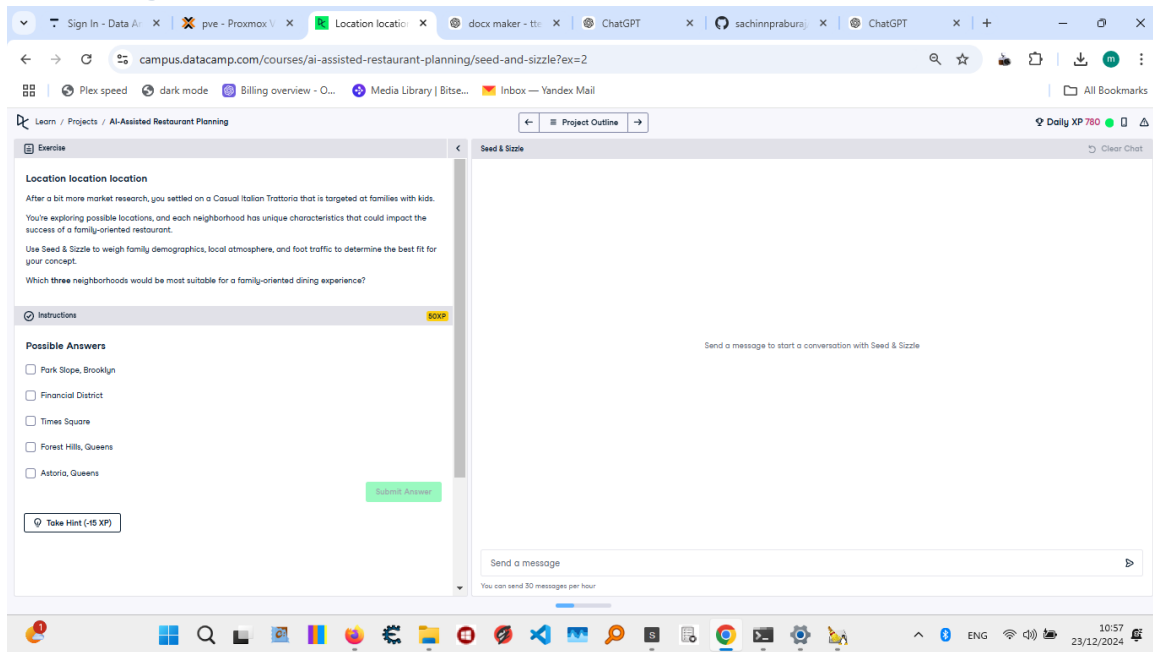 Sign In - Data A
pve - Proxmox V
Location location
docx maker - tte
ChatGPT
sachinnpraburaj
ChatGPT
campus.datacamp.com/courses/ai-assisted-restaurant-planning/seed-and-sizzle?ex=2
m
Plex speed
dark mode
Billing overview - O...
Media Library | Bitse...
Inbox — Yandex Mail
All Bookmarks
Learn / Projects / AI-Assisted Restaurant Planning
Project Outline
Daily XP 780
Exercise
Location location location
After a bit more market research, you settled on a Casual Italian Trattoria that is targeted at families with kids.
You're exploring possible locations, and each neighborhood has unique characteristics that could impact the
success of a family-oriented restaurant.
Use Seed & Sizzle to weigh family demographics, local atmosphere, and foot traffic to determine the best fit for
your concept.
Which three neighborhoods would be most suitable for a family-oriented dining experience?
Instructions
50XP
Possible Answers
Park Slope, Brooklyn
Financial District
Times Square
Forest Hills, Queens
Astoria, Queens
Submit Answer
Take Hint (-15 XP)
Seed & Sizzle
Clear Chat
Send a message to start a conversation with Seed & Sizzle
Send a message
You can send 30 messages per hour
1
S
ENG
10:57
23/12/2024